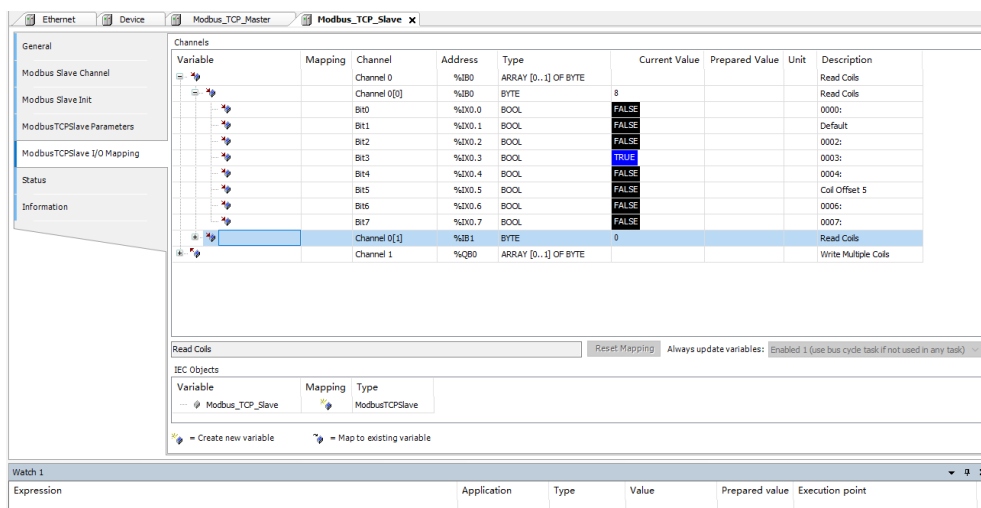 Ethernet Device Modbus_TCP_Master Modbus_TCP_Slave X
General
Modbus Slave Channel
Modbus Slave Init
ModbusTCPSlave Parameters
ModbusTCPSlave I/O Mapping
Status
Information
Channels
Variable Mapping Channel Address Type Current Value Prepared Value Unit Description
Channel 0 %IB0 ARRAY [0..1] OF BYTE Read Coils
Channel 0[0] %IB0 BYTE 8 Read Coils
Bit0 %IX0.0 BOOL FALSE 0000:
Bit1 %IX0.1 BOOL FALSE Default
Bit2 %IX0.2 BOOL FALSE 0002:
Bit3 %IX0.3 BOOL TRUE 0003:
Bit4 %IX0.4 BOOL FALSE 0004:
Bit5 %IX0.5 BOOL FALSE Coil Offset 5
Bit6 %IX0.6 BOOL FALSE 0006:
Bit7 %IX0.7 BOOL FALSE 0007:
Channel 0[1] %IB1 BYTE 0 Read Coils
Channel 1 %QB0 ARRAY [0..1] OF BYTE Write Multiple Coils
Read Coils Reset Mapping Always update variables: Enabled 1 (use bus cycle task if not used in any task)
IEC Objects
Variable Mapping Type
Modbus_TCP_Slave ModbusTCPSlave
= Create new variable = Map to existing variable
Watch 1
Expression Application Type Value Prepared value Execution point